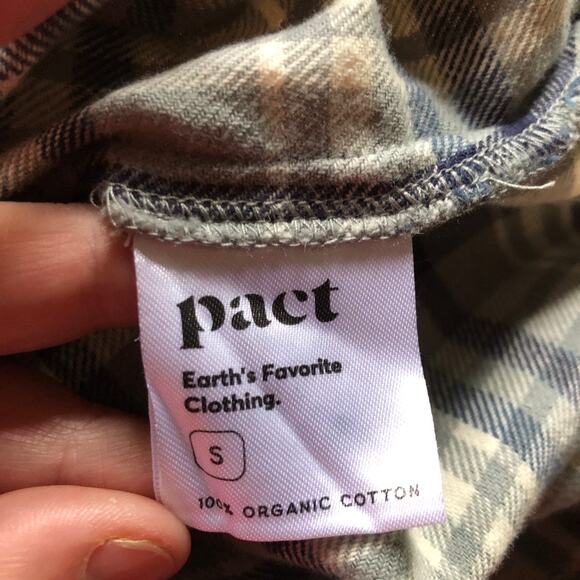 pact
Earth's Favorite
Clothing.
S
100% ORGANIC COTTON